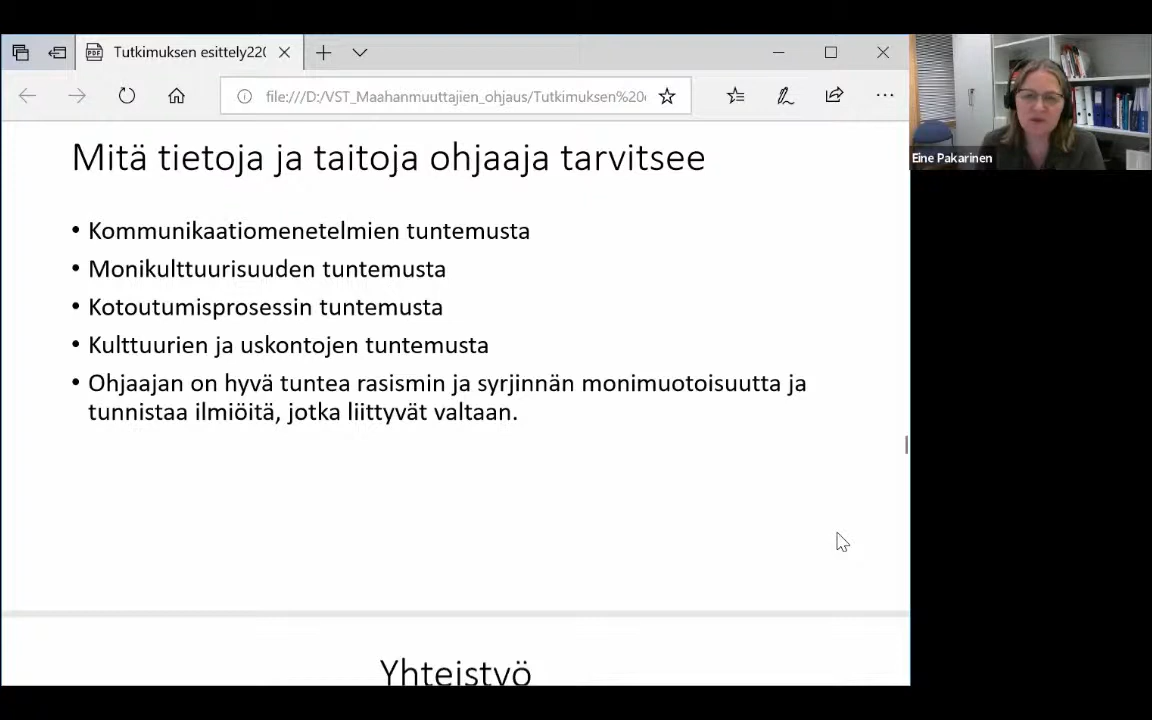 Tutkimuksen esittely220
file:///D:/VST_Maahanmuuttajien_ohjaus/Tutkimuksen%20
Eine Pakarinen
Mitä tietoja ja taitoja ohjaaja tarvitsee
• Kommunikaatiomenetelmien tuntemusta
• Monikulttuurisuuden tuntemusta
• Kotoutumisprosessin tuntemusta
• Kulttuurien ja uskontojen tuntemusta
• Ohjaajan on hyvä tuntea rasismin ja syrjinnän monimuotoisuutta ja
tunnistaa ilmiöitä, jotka liittyvät valtaan.
Yhteistyö